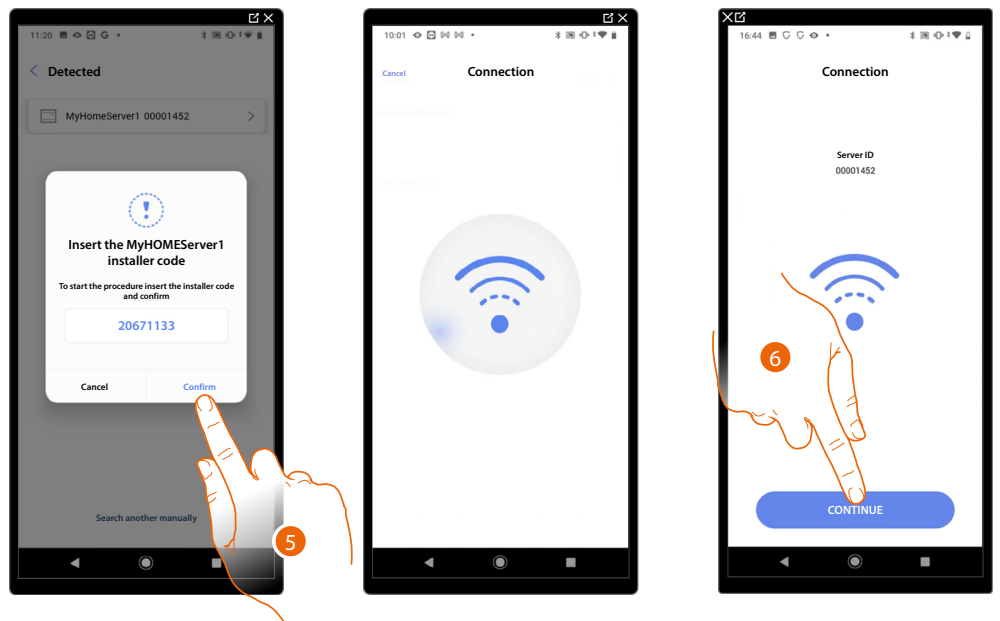 11:20 G
Detected
MyHomeServer1 00001452
Insert the MyHOMEServer1
installer code
To start the procedure insert the installer code
and confirm
20671133
Cancel
Confirm
Search another manually
5
10:01
Cancel
Connection
16:44
Connection
Server ID
00001452
6
CONTINUE